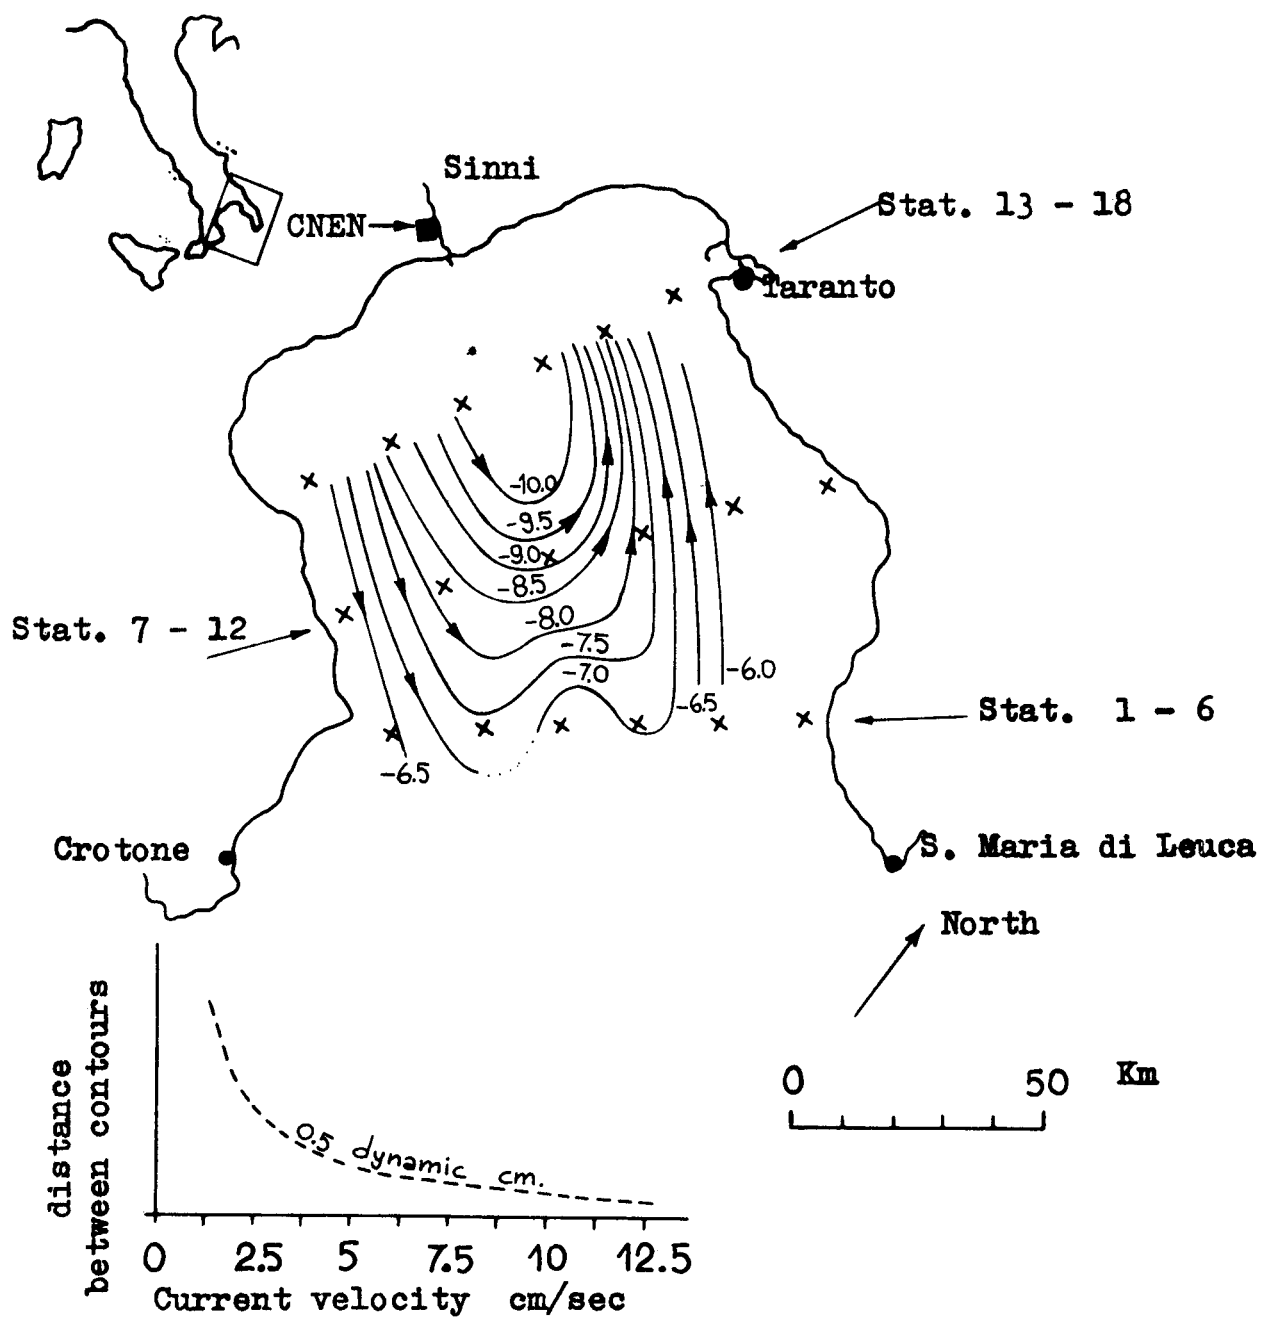 Sinni
CNEN
Stat. 13 - 18
Taranto
-10.0
-9.5
-9.0
-8.5
-8.0
-7.5
-7.0
-6.0
-6.5
-6.5
Stat. 7 - 12
Stat. 1 - 6
Crotone
S. Maria di Leuca
North
0 50 Km
distance
between contours
0.5 dynamic cm.
0 2.5 5 7.5 10 12.5
Current velocity cm/sec